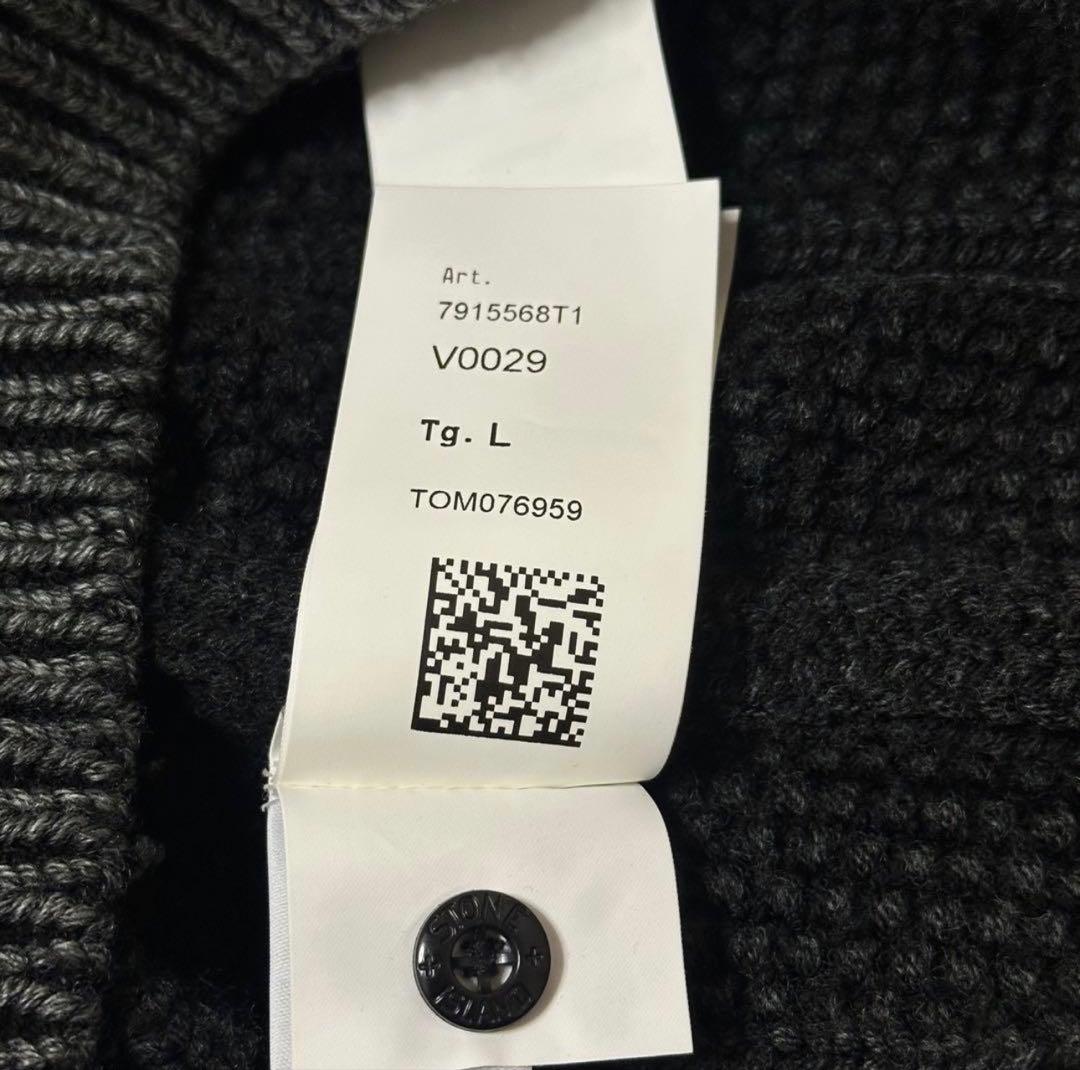 Art.
7915568T1
V0029
Tg. L
TOM076959
STONE
ISLAND